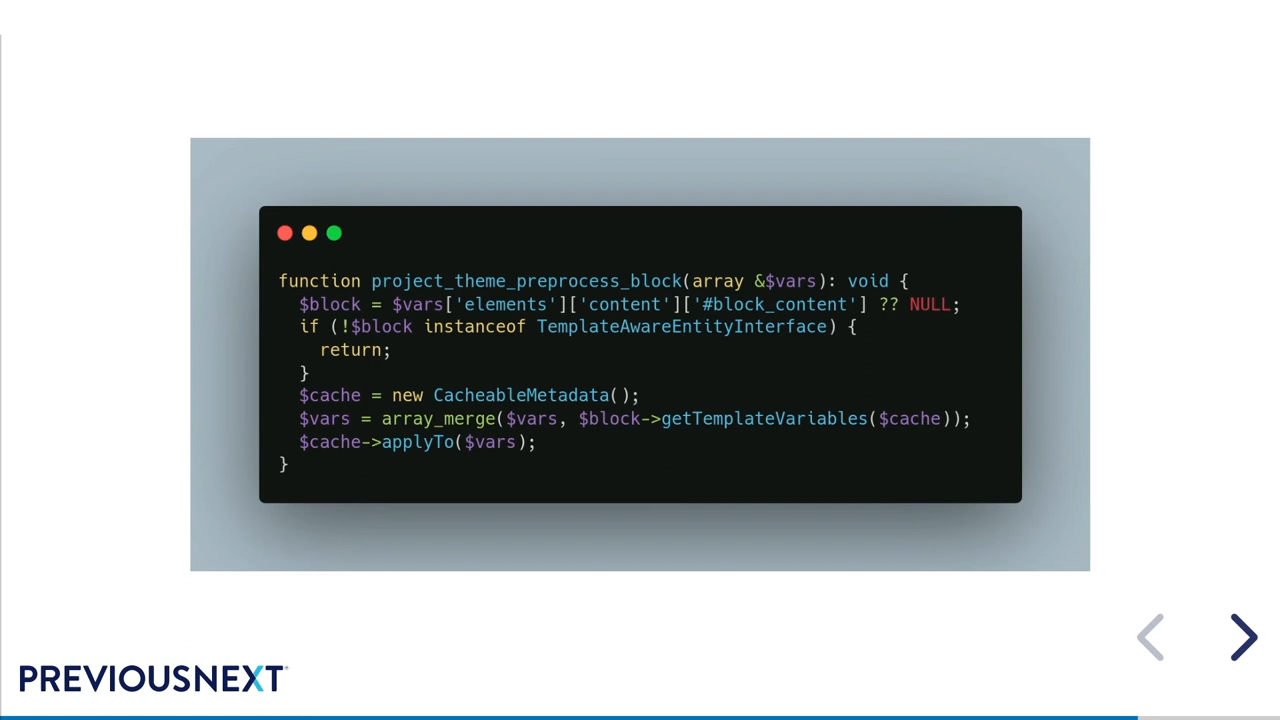 function project_theme_preprocess_block(array &$vars): void {
  $block = $vars['elements']['content']['#block_content'] ?? NULL;
  if (!$block instanceof TemplateAwareEntityInterface) {
    return;
  }
  $cache = new CacheableMetadata();
  $vars = array_merge($vars, $block->getTemplateVariables($cache));
  $cache->applyTo($vars);
}
PREVIOUSNEXT